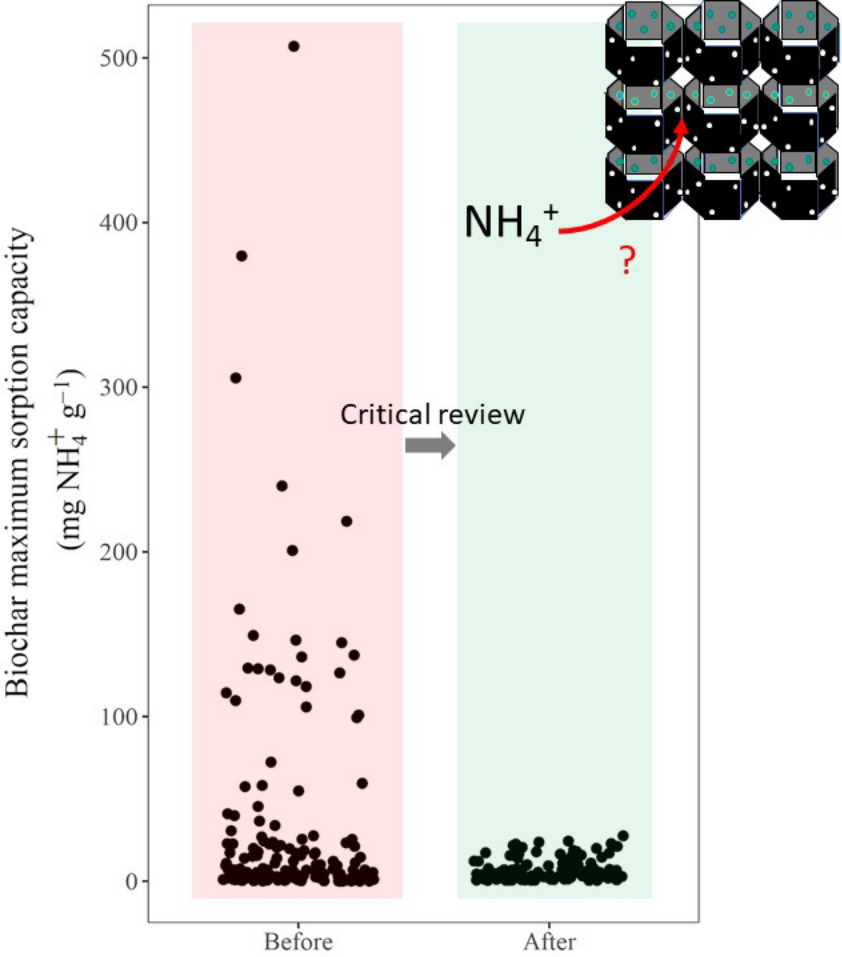 Biochar maximum sorption capacity
(mg NH₄⁺ g⁻¹)
500
400
300
200
100
0
NH₄⁺
?
Critical review
Before
After